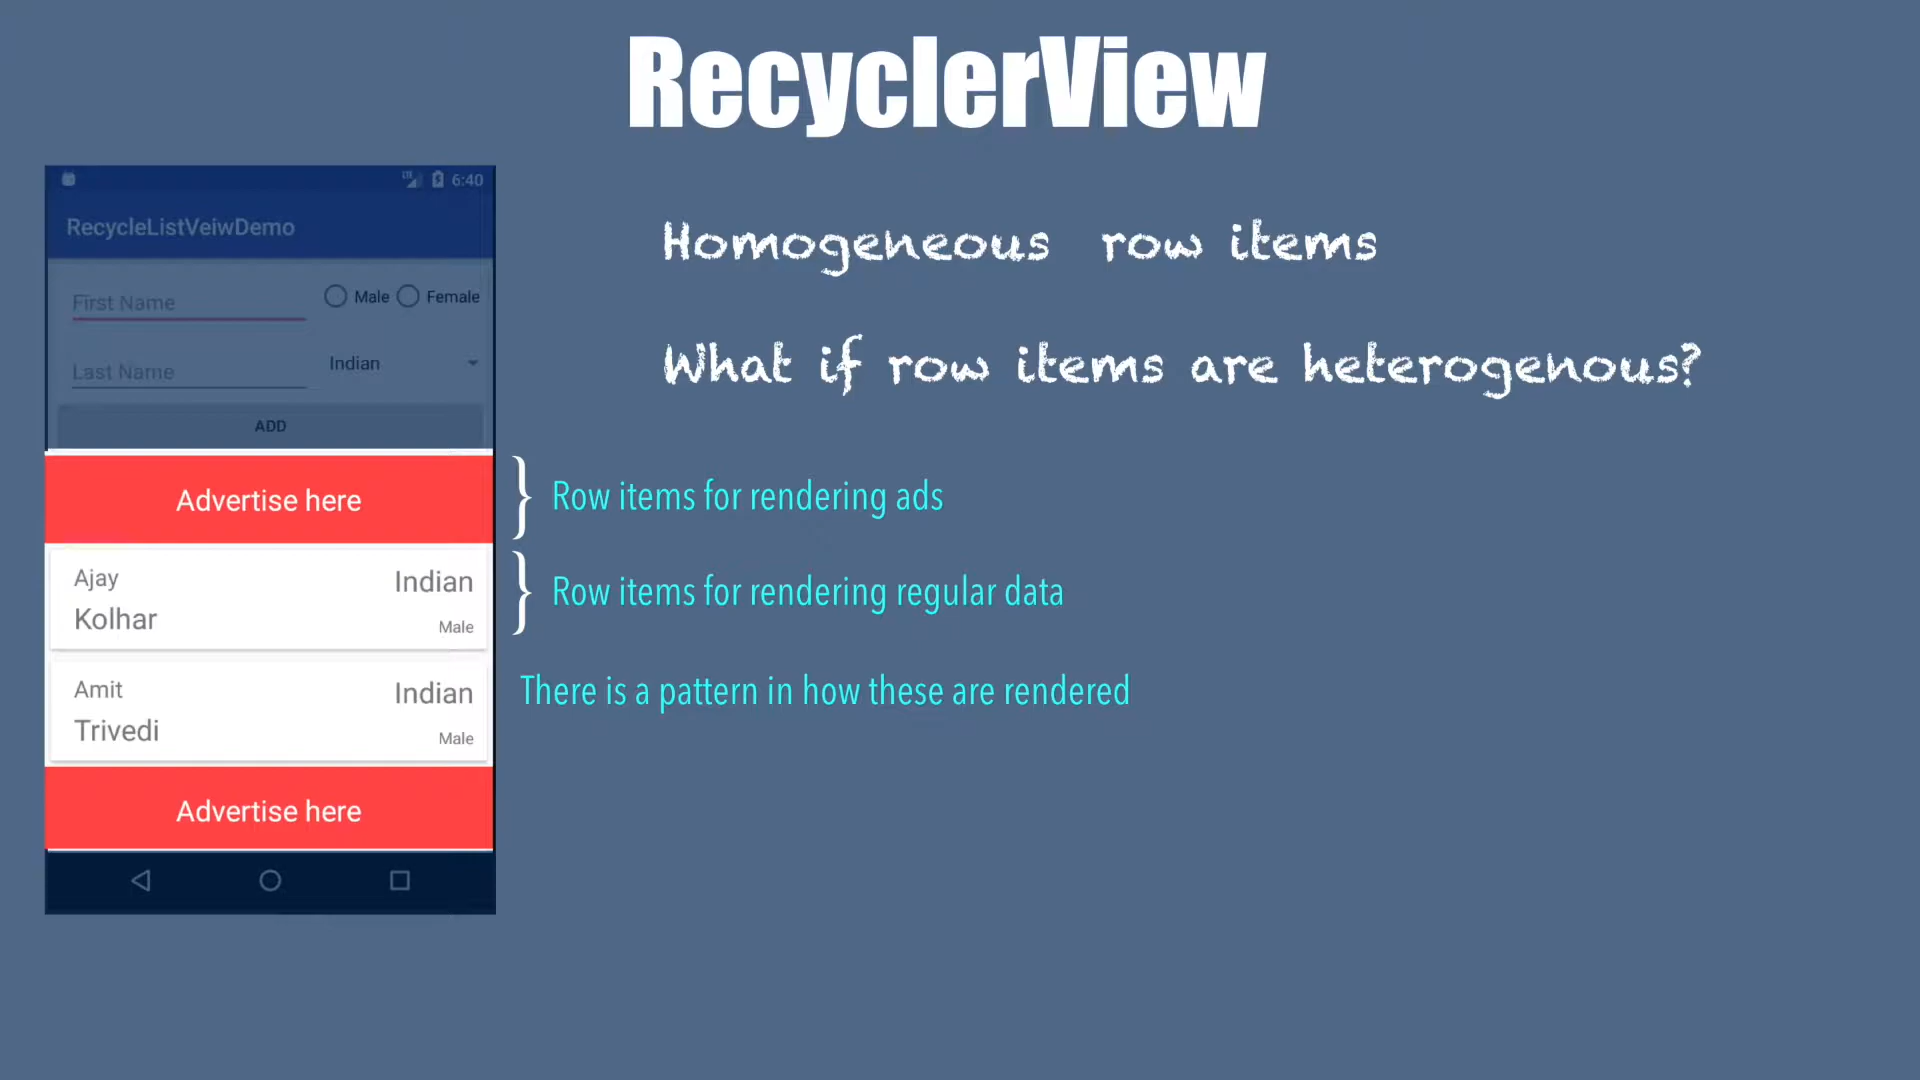 RecyclerView
LTE 6:40
RecycleListVeiwDemo
First Name
Male Female
Last Name
Indian
ADD
Homogeneous row items
What if row items are heterogenous?
Advertise here
Row items for rendering ads
Ajay
Indian
Kolhar
Male
Row items for rendering regular data
Amit
Indian
Trivedi
Male
There is a pattern in how these are rendered
Advertise here